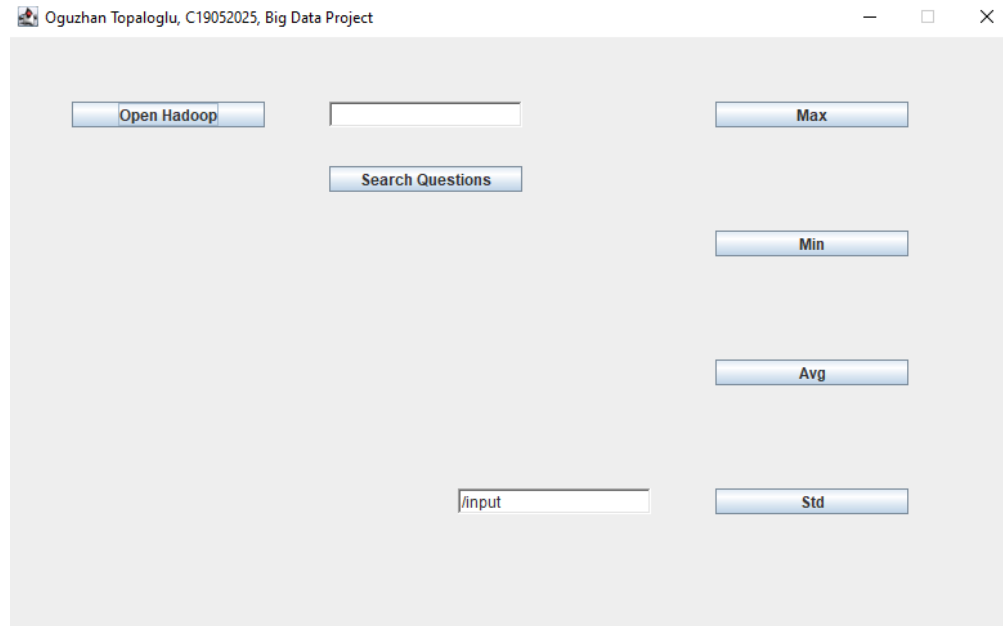 Oguzhan Topaloglu, C19052025, Big Data Project
Open Hadoop
Max
Search Questions
Min
Avg
/input
Std